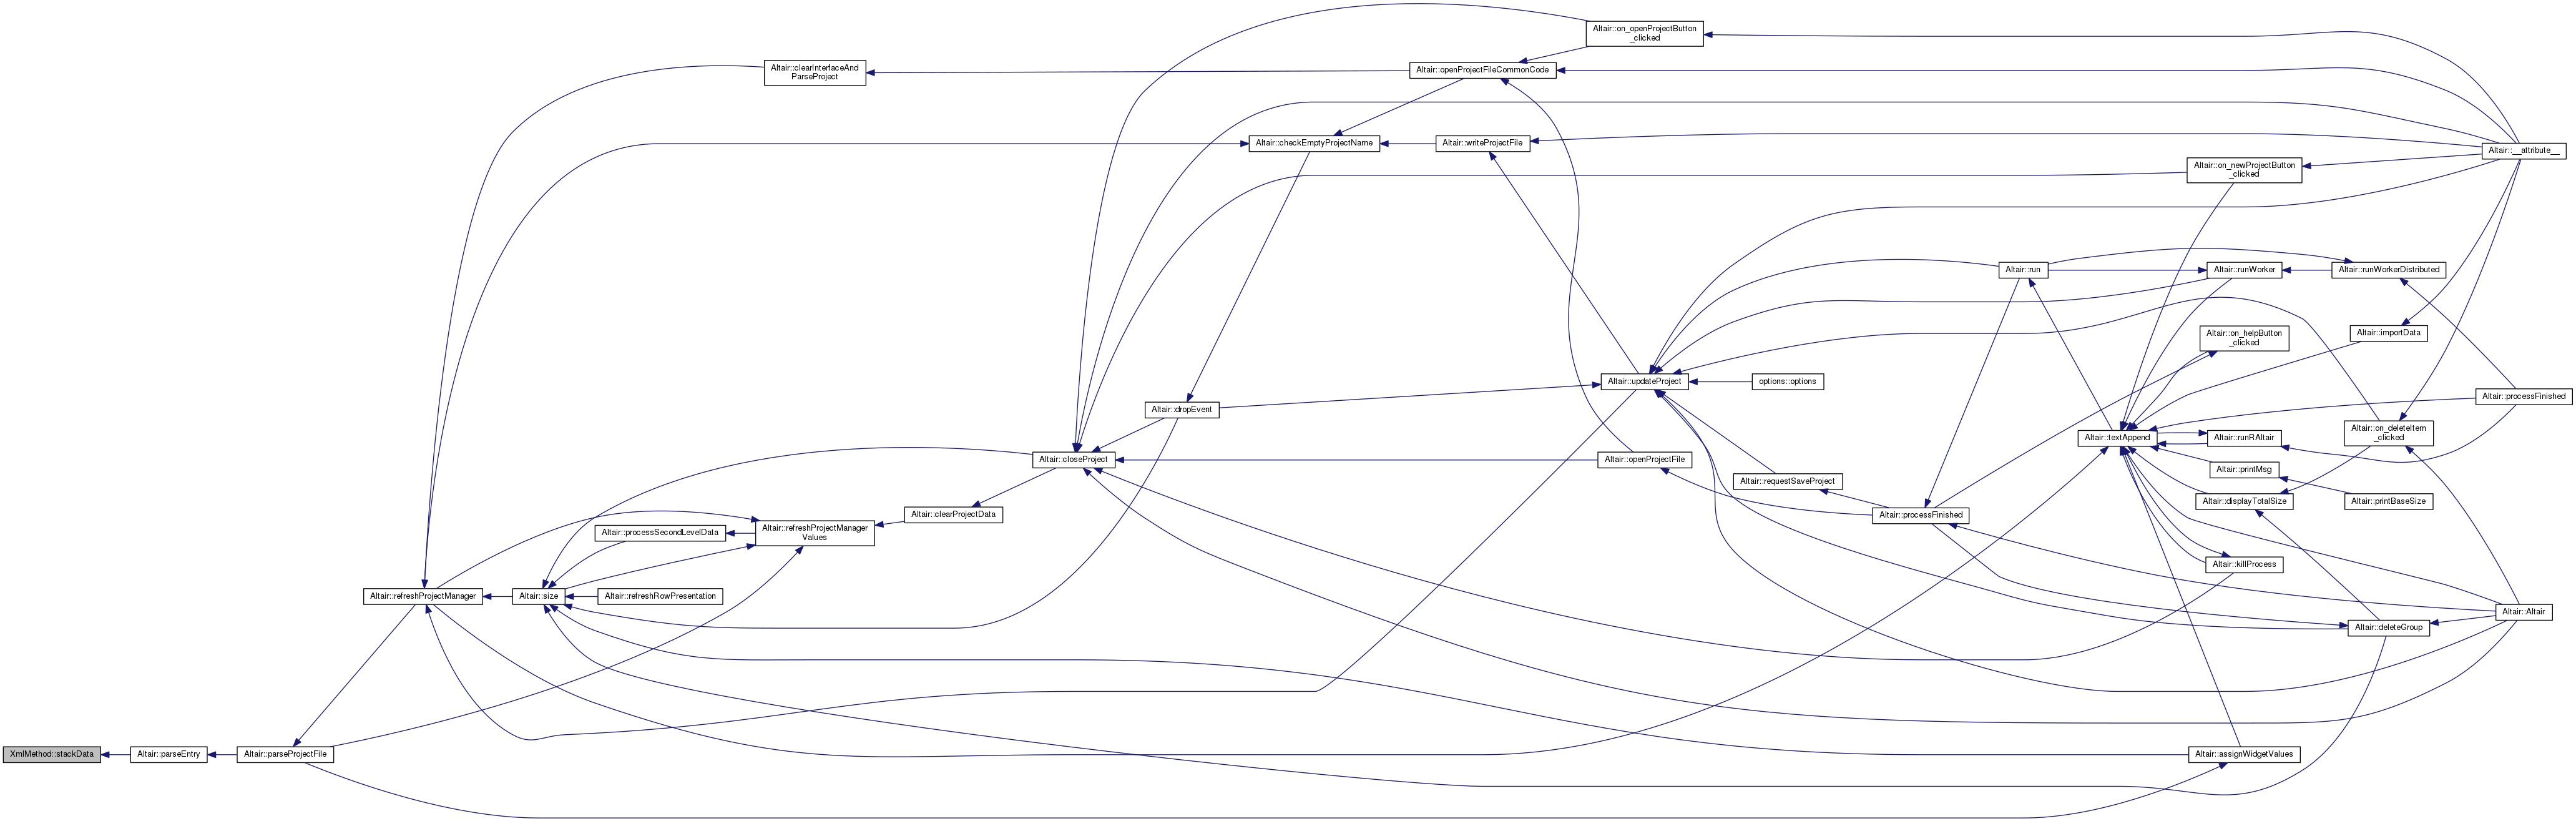 Altair::on_openProjectButton
_clicked
Altair::clearInterfaceAnd
ParseProject
Altair::openProjectFileCommonCode
Altair::checkEmptyProjectName
Altair::writeProjectFile
Altair::__attribute__
Altair::on_newProjectButton
_clicked
Altair::run
Altair::runWorker
Altair::runWorkerDistributed
Altair::on_helpButton
_clicked
Altair::importData
Altair::updateProject
options::options
Altair::processFinished
Altair::dropEvent
Altair::textAppend
Altair::runRAltair
Altair::on_deleteItem
_clicked
Altair::closeProject
Altair::openProjectFile
Altair::printMsg
Altair::requestSaveProject
Altair::displayTotalSize
Altair::printBaseSize
Altair::clearProjectData
Altair::processFinished
Altair::processSecondLevelData
Altair::refreshProjectManager
Values
Altair::killProcess
Altair::refreshProjectManager
Altair::size
Altair::refreshRowPresentation
Altair::Altair
Altair::deleteGroup
XmlMethod::stackData
Altair::parseEntry
Altair::parseProjectFile
Altair::assignWidgetValues